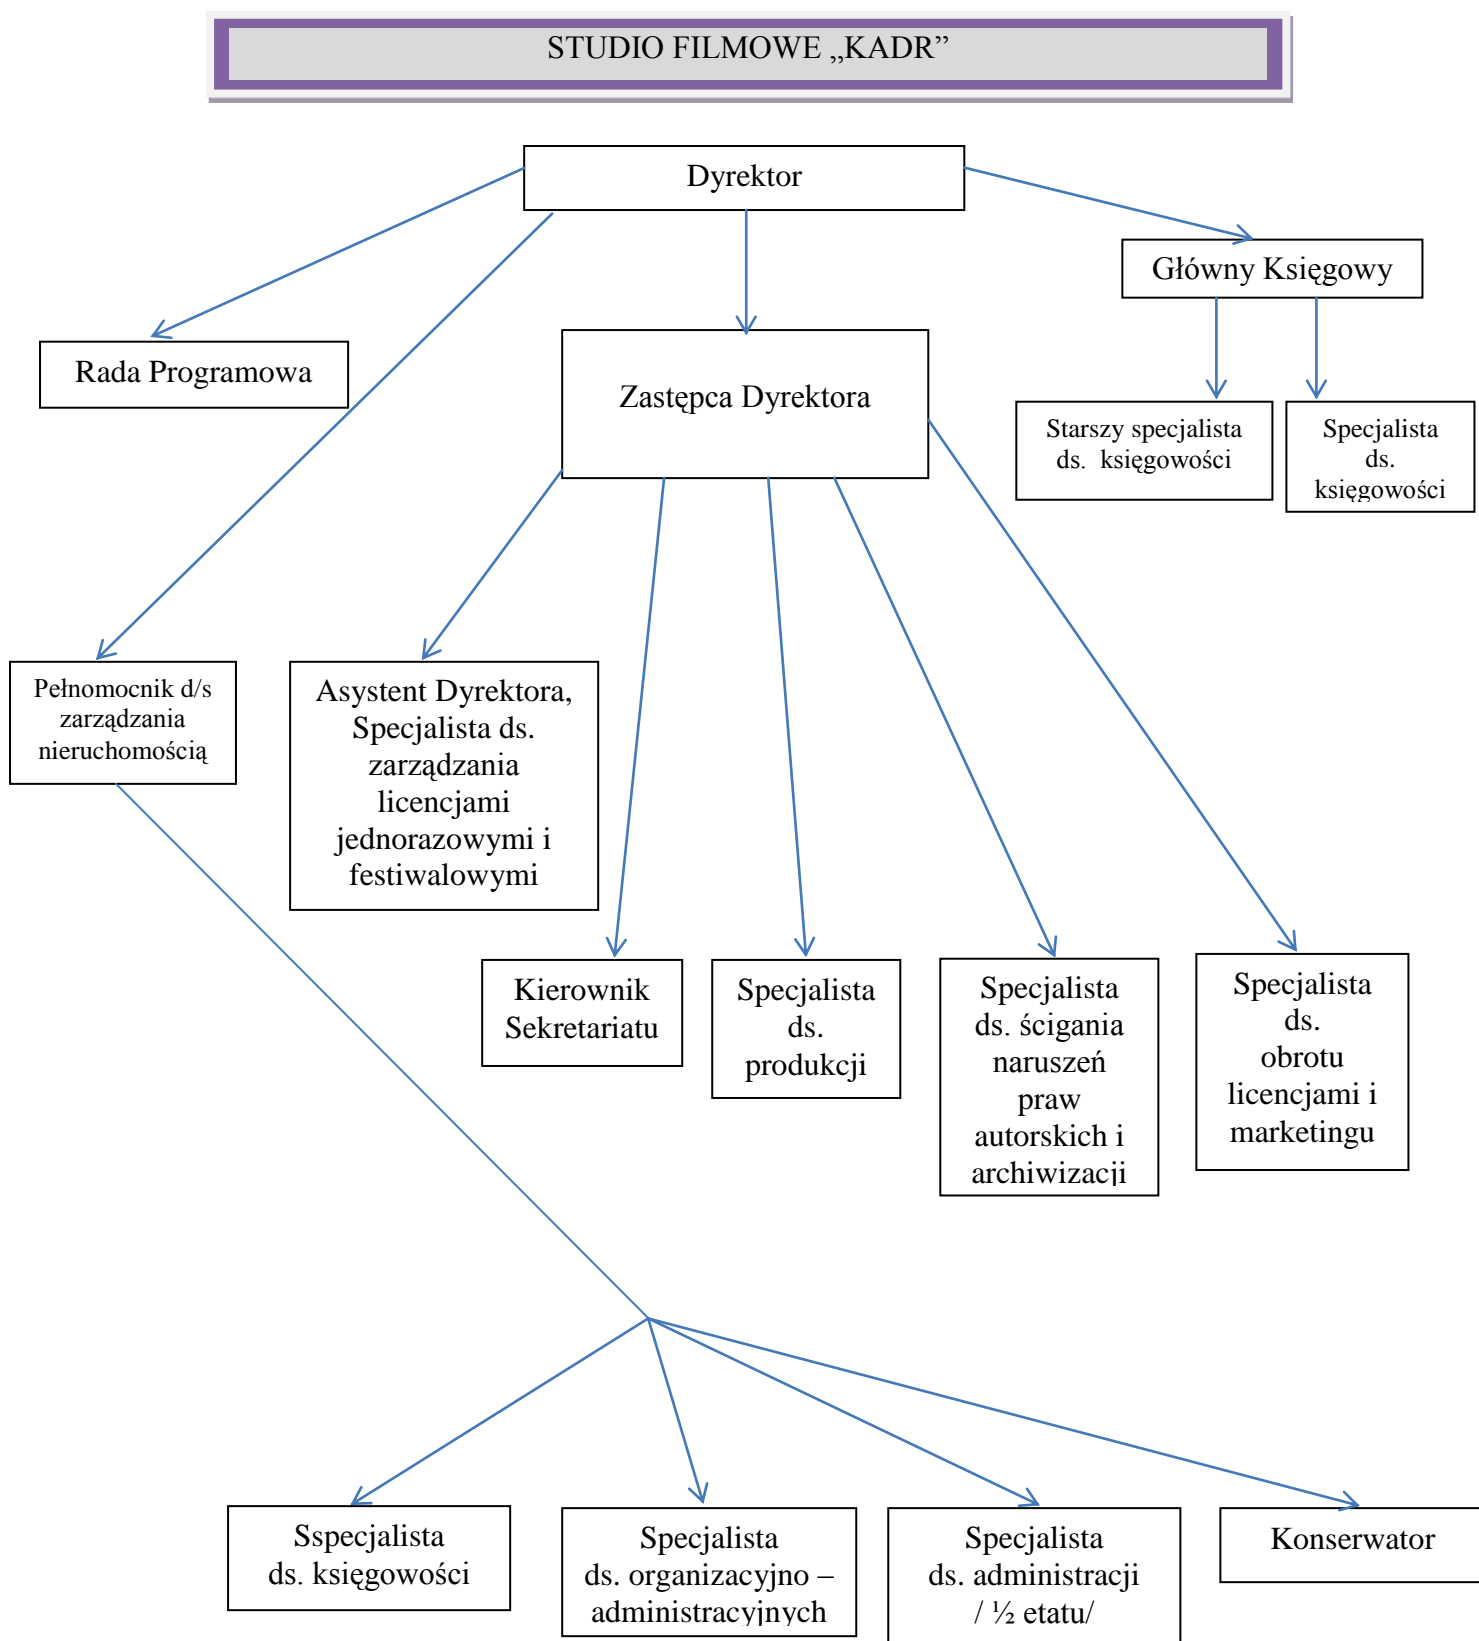 STUDIO FILMOWE „KADR”
Dyrektor
Główny Księgowy
Rada Programowa
Zastępca Dyrektora
Starszy specjalista
ds. księgowości
Specjalista
ds.
księgowości
Pełnomocnik d/s
zarządzania
nieruchomością
Asystent Dyrektora,
Specjalista ds.
zarządzania
licencjami
jednorazowymi i
festiwalowymi
Kierownik
Sekretariatu
Specjalista
ds.
produkcji
Specjalista
ds. ścigania
naruszeń
praw
autorskich i
archiwizacji
Specjalista
ds.
obrotu
licencjami i
marketingu
Sspecjalista
ds. księgowości
Specjalista
ds. organizacyjno –
administracyjnych
Specjalista
ds. administracji
/ ½ etatu/
Konserwator